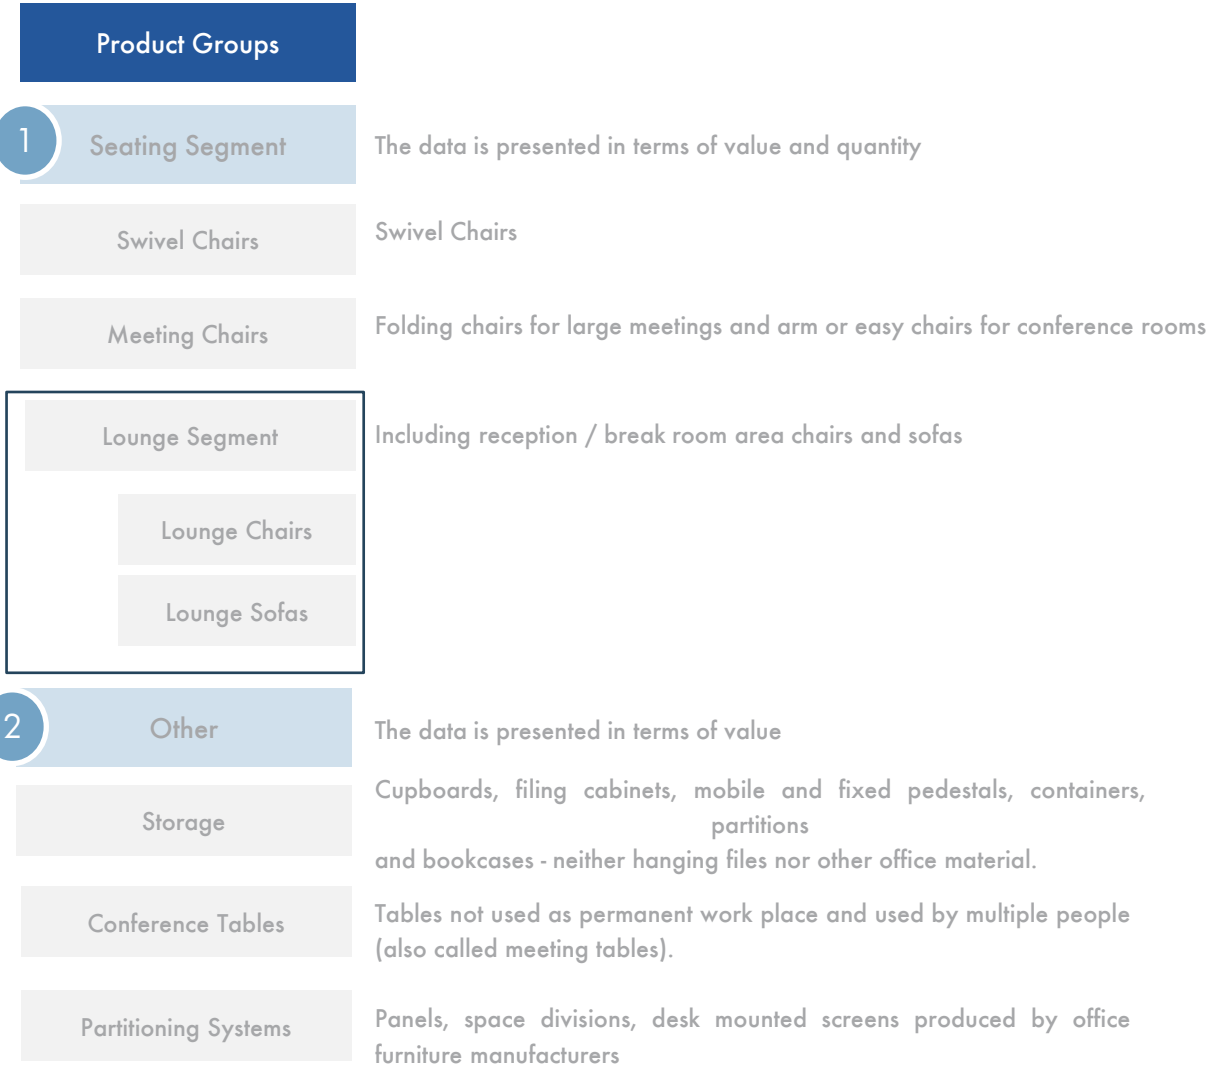 Product Groups
1
Seating Segment
The data is presented in terms of value and quantity
Swivel Chairs
Swivel Chairs
Meeting Chairs
Folding chairs for large meetings and arm or easy chairs for conference rooms
Lounge Segment
Including reception / break room area chairs and sofas
Lounge Chairs
Lounge Sofas
2
Other
The data is presented in terms of value
Storage
Cupboards, filing cabinets, mobile and fixed pedestals, containers,
partitions
and bookcases - neither hanging files nor other office material.
Conference Tables
Tables not used as permanent work place and used by multiple people
(also called meeting tables).
Partitioning Systems
Panels, space divisions, desk mounted screens produced by office
furniture manufacturers